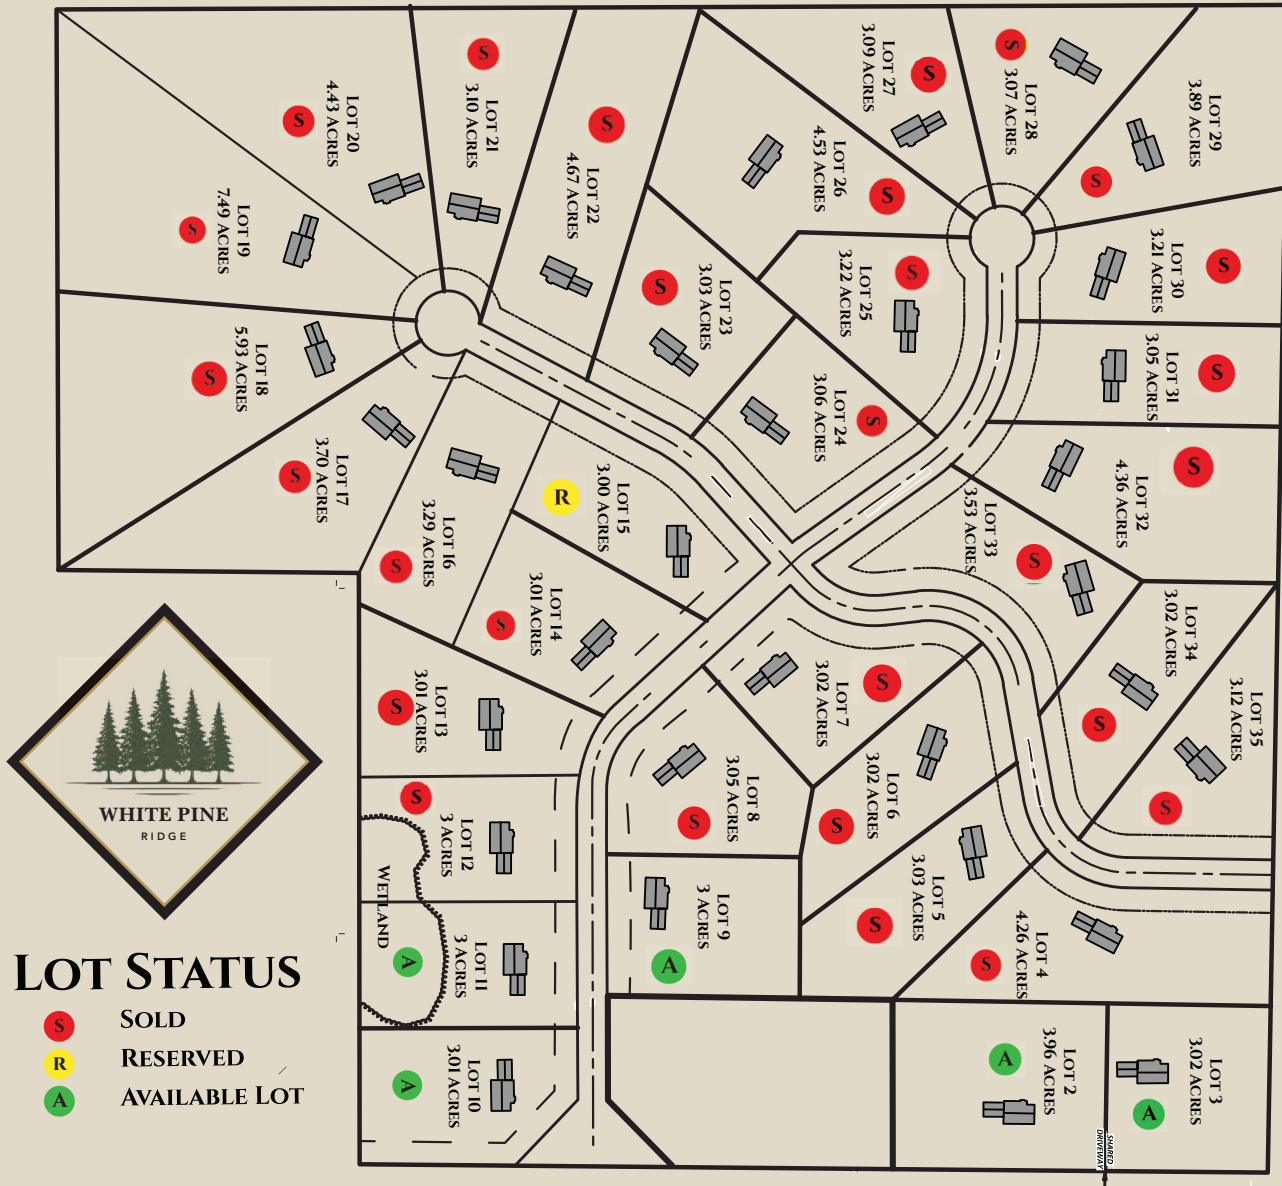 LOT 20
4.43 ACRES
S
LOT 21
3.10 ACRES
S
LOT 22
4.67 ACRES
S
LOT 27
3.09 ACRES
S
LOT 28
3.07 ACRES
S
LOT 29
3.89 ACRES
S
LOT 26
4.53 ACRES
S
LOT 19
7.49 ACRES
S
LOT 23
3.03 ACRES
S
LOT 25
3.22 ACRES
S
LOT 30
3.21 ACRES
S
LOT 18
5.93 ACRES
S
LOT 24
3.06 ACRES
S
LOT 31
3.05 ACRES
S
LOT 17
3.70 ACRES
S
LOT 16
3.29 ACRES
S
LOT 15
3.00 ACRES
R
LOT 33
3.53 ACRES
S
LOT 32
4.36 ACRES
S
LOT 14
3.01 ACRES
S
LOT 34
3.02 ACRES
S
LOT 35
3.12 ACRES
S
LOT 13
3.01 ACRES
S
LOT 7
3.02 ACRES
S
LOT 8
3.05 ACRES
S
LOT 6
3.02 ACRES
S
LOT 12
3 ACRES
S
WETLAND
LOT 9
3 ACRES
A
LOT 5
3.03 ACRES
S
LOT 4
4.26 ACRES
S
LOT 11
3 ACRES
A
LOT 10
3.01 ACRES
A
LOT 2
3.96 ACRES
A
LOT 3
3.02 ACRES
A
SHARED
DRIVEWAY
WHITE PINE
RIDGE
LOT STATUS
S SOLD
R RESERVED
A AVAILABLE LOT